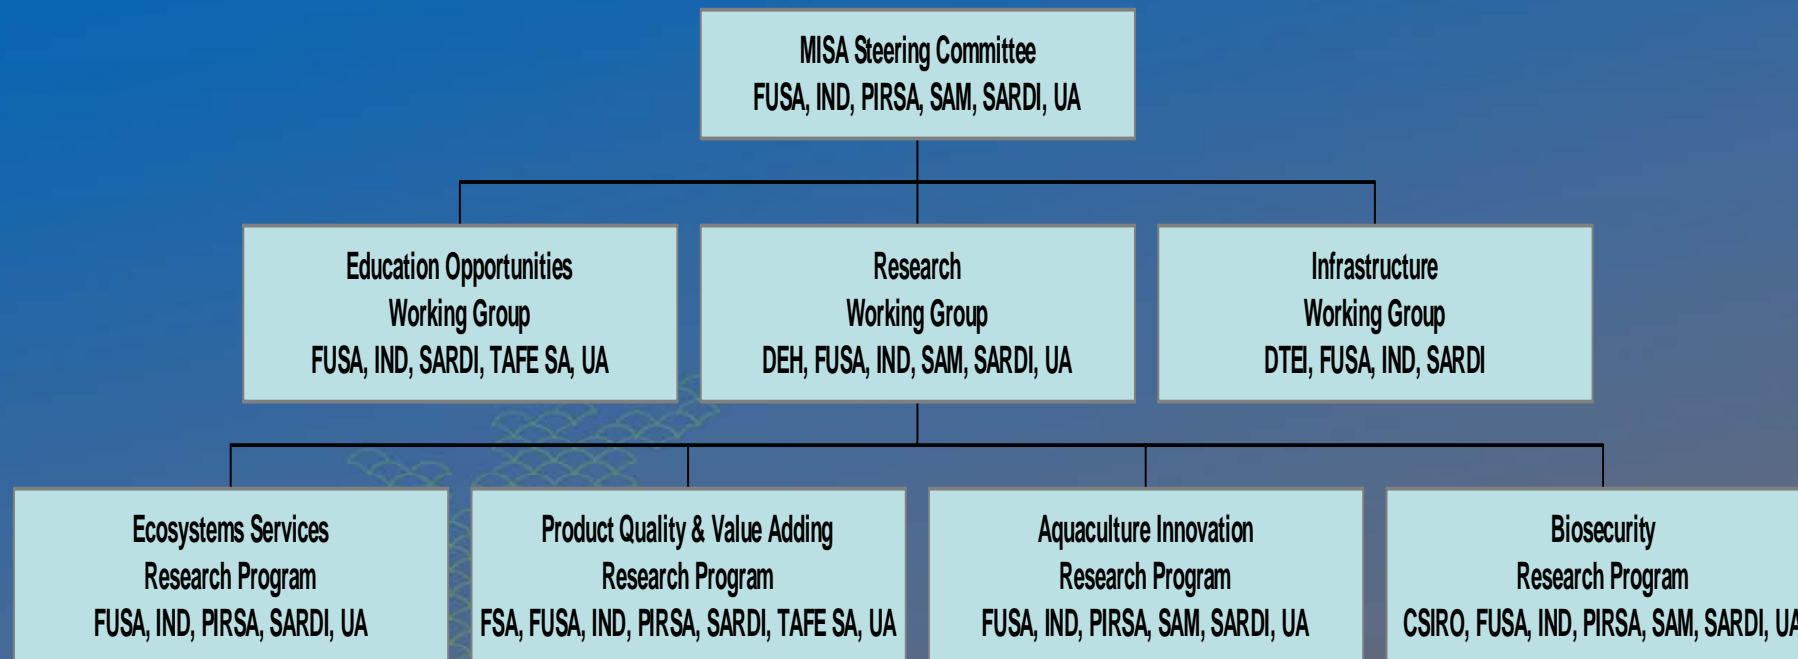 MISA Steering Committee
FUSA, IND, PIRSA, SAM, SARDI, UA
Education Opportunities
Working Group
FUSA, IND, SARDI, TAFE SA, UA
Research
Working Group
DEH, FUSA, IND, SAM, SARDI, UA
Infrastructure
Working Group
DTEI, FUSA, IND, SARDI
Ecosystems Services
Research Program
FUSA, IND, PIRSA, SARDI, UA
Product Quality & Value Adding
Research Program
FSA, FUSA, IND, PIRSA, SARDI, TAFE SA, UA
Aquaculture Innovation
Research Program
FUSA, IND, PIRSA, SAM, SARDI, UA
Biosecurity
Research Program
CSIRO, FUSA, IND, PIRSA, SAM, SARDI, UA